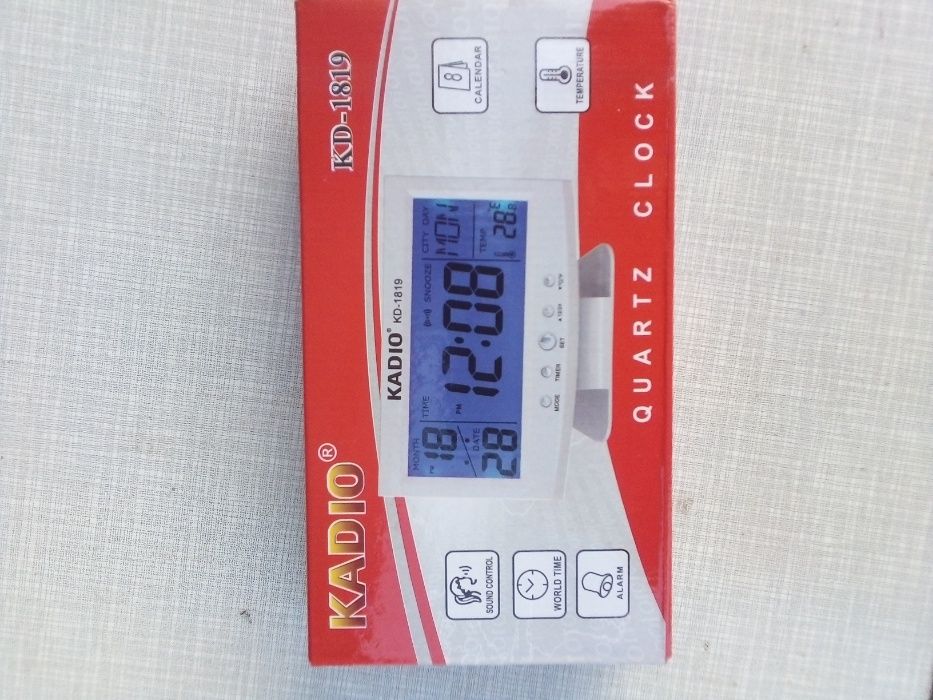 KADIO®
KD-1819
SOUND CONTROL
WORLD TIME
ALARM
CALENDAR
8
TEMPERATURE
KADIO® KD-1819
MONTH
18
DATE
28
TIME
SNOOZE
PM
12:08
CITY DAY
MON
TEMP
28
MODE
TIMER
SET
QUARTZ CLOCK